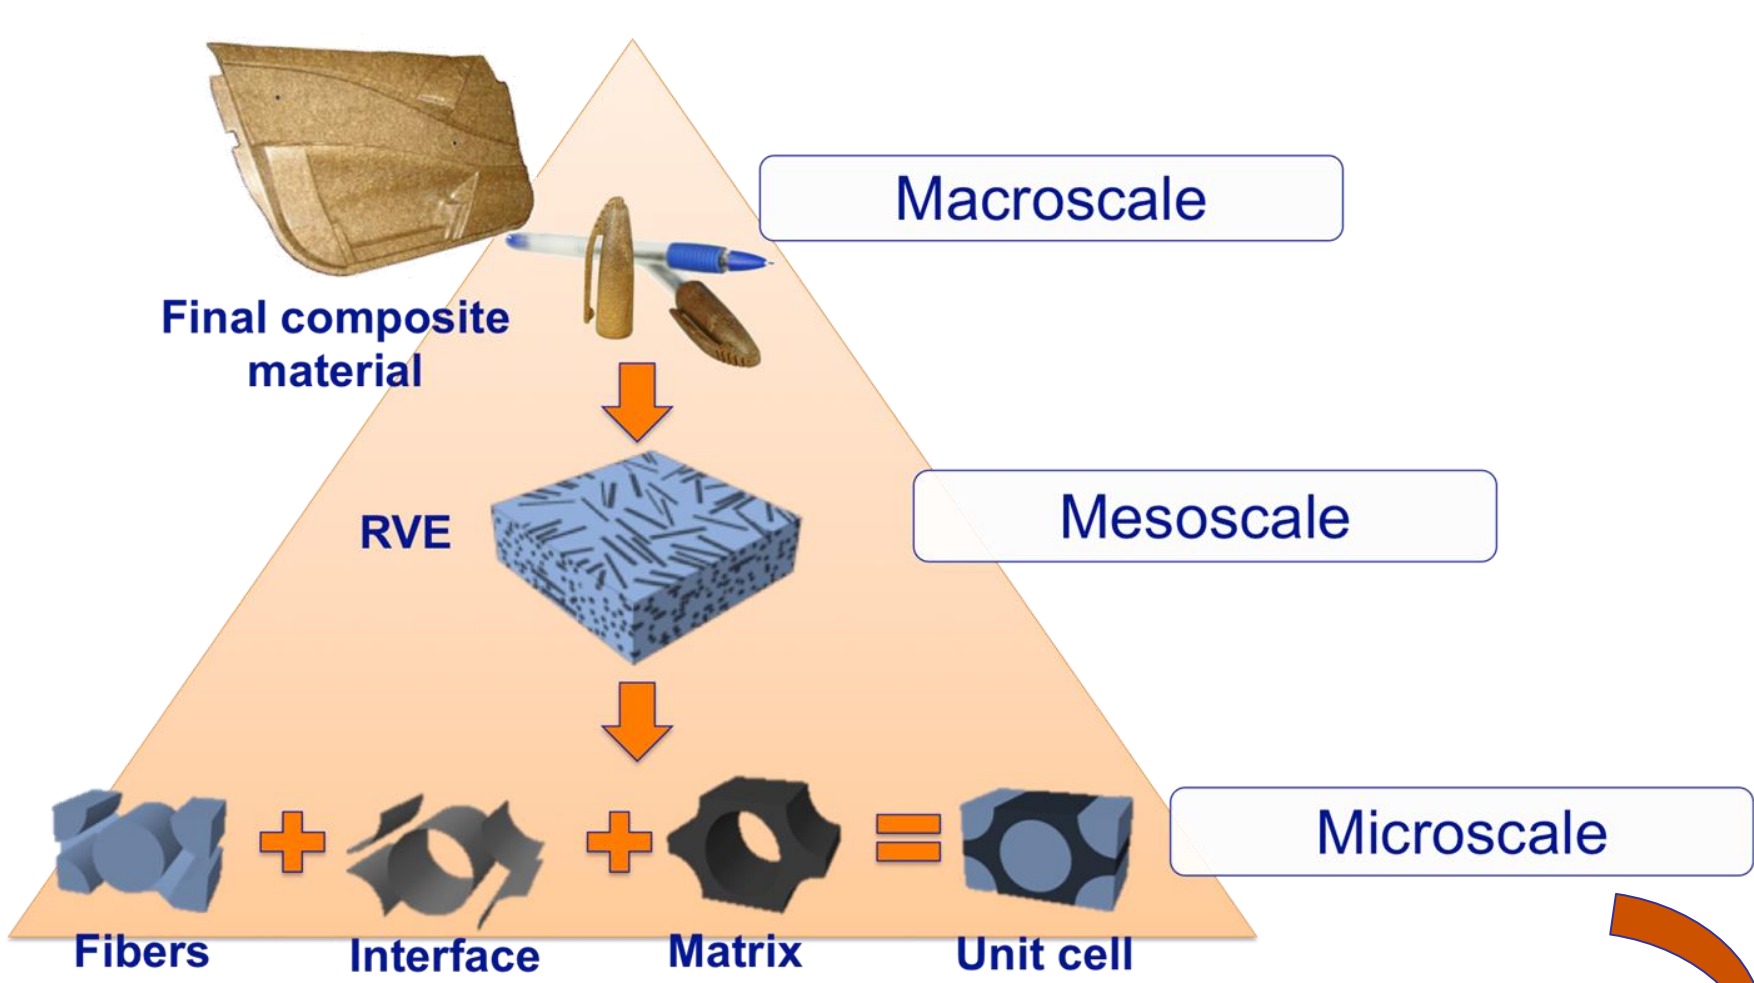 Macroscale
Final composite
material
RVE
Mesoscale
Microscale
Fibers
Interface
Matrix
Unit cell